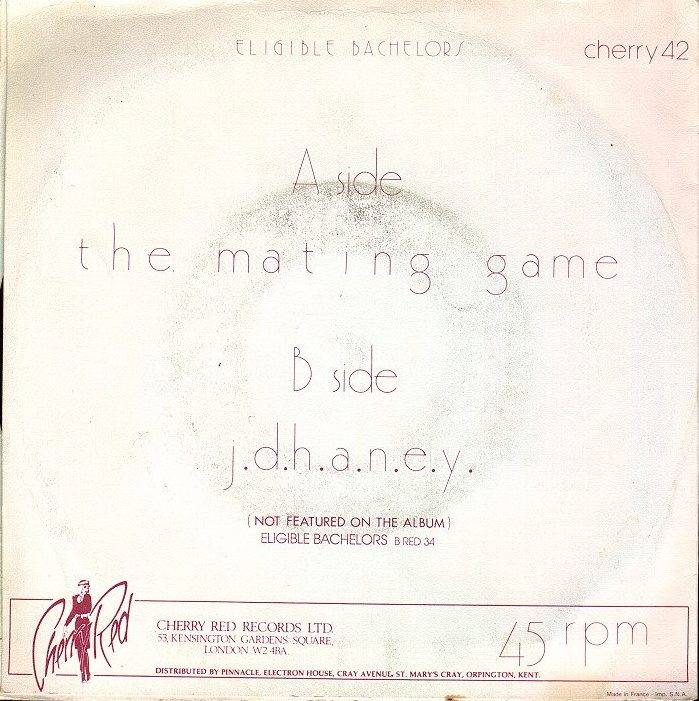 ELIGIBLE BACHELORS
cherry 42
A side
the mating game
B side
j.d.h.a.n.e.y.
(NOT FEATURED ON THE ALBUM)
ELIGIBLE BACHELORS B RED 34
Cherry Red
CHERRY RED RECORDS LTD.
53, KENSINGTON GARDENS SQUARE,
LONDON W2 4BA.
45 rpm
DISTRIBUTED BY PINNACLE, ELECTRON HOUSE, CRAY AVENUE, ST. MARY'S CRAY, ORPINGTON, KENT.
Made in France - Imp. S.N.A.